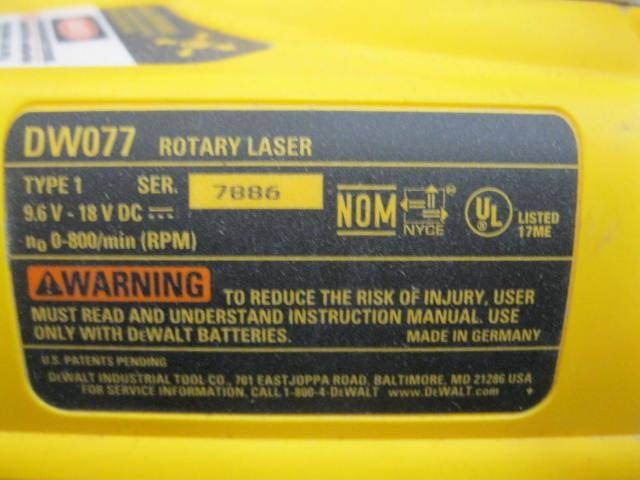 DW077 ROTARY LASER
TYPE 1 SER. 7886
9.6 V - 18 V DC
n0 0-800/min (RPM)
NOM NYCE UL LISTED 17ME
WARNING TO REDUCE THE RISK OF INJURY, USER
MUST READ AND UNDERSTAND INSTRUCTION MANUAL. USE
ONLY WITH DEWALT BATTERIES. MADE IN GERMANY
U.S. PATENTS PENDING
DEWALT INDUSTRIAL TOOL CO., 701 EAST JOPPA ROAD, BALTIMORE, MD 21286 USA
FOR SERVICE INFORMATION, CALL 1-800-4-DEWALT www.DEWALT.com